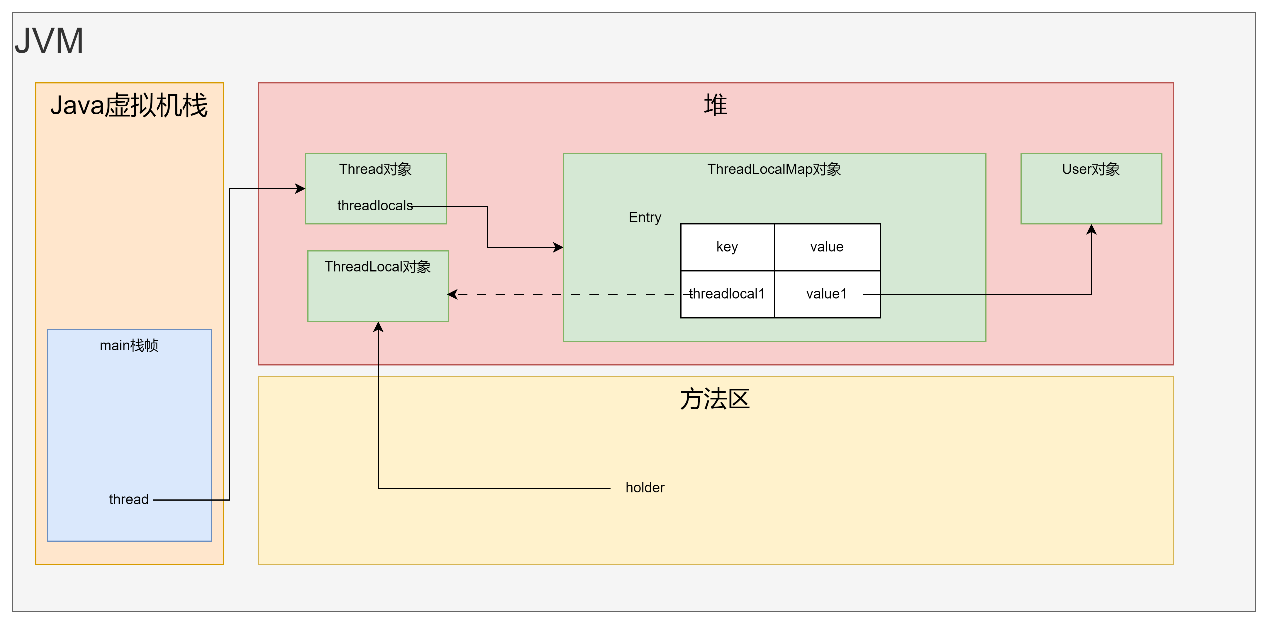 JVM
Java虚拟机栈
堆
Thread对象
threadlocals
ThreadLocalMap对象
User对象
Entry
key
value
ThreadLocal对象
threadlocal1
value1
main栈帧
thread
方法区
holder